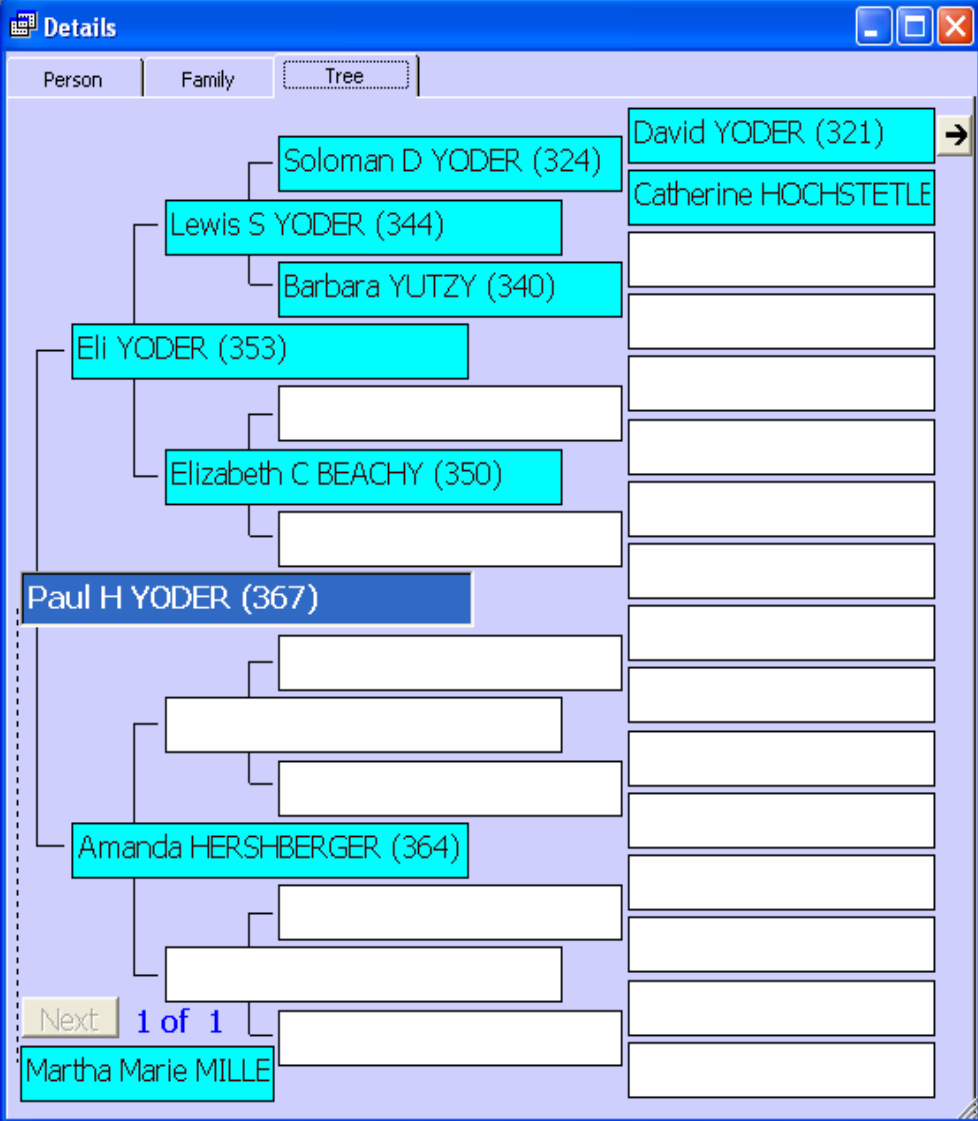 Details
Person Family Tree
David YODER (321)
Soloman D YODER (324)
Catherine HOCHSTETLE
Lewis S YODER (344)
Barbara YUTZY (340)
Eli YODER (353)
Elizabeth C BEACHY (350)
Paul H YODER (367)
Amanda HERSHBERGER (364)
Next 1 of 1
Martha Marie MILLE